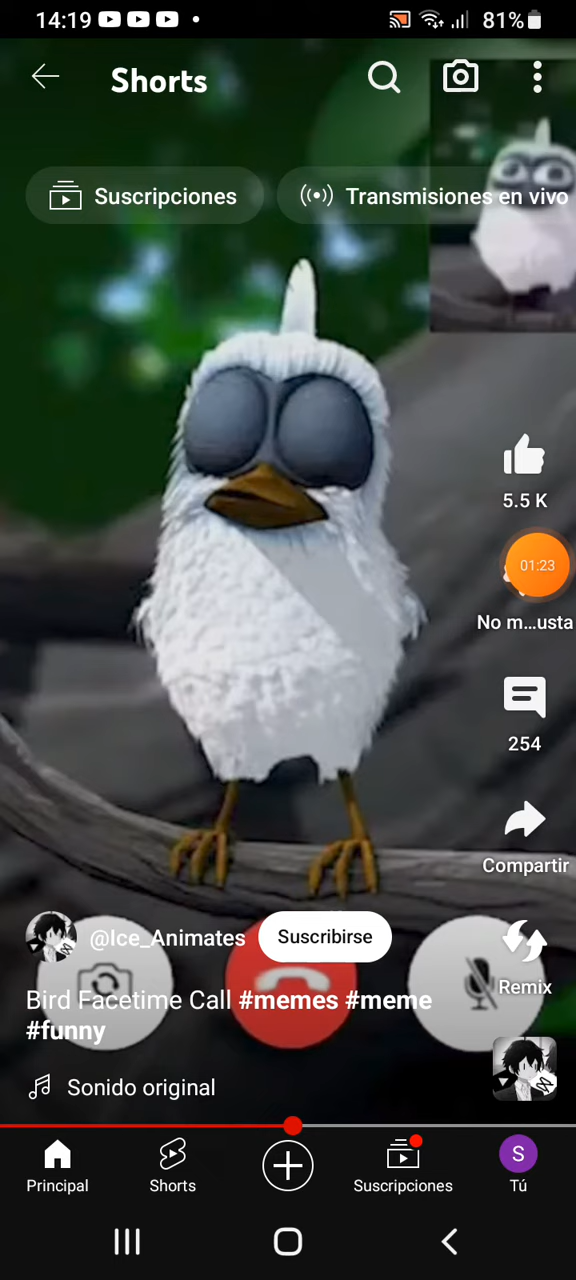 14:19
81%
Shorts
Suscripciones
Transmisiones en vivo
5.5 K
01:23
No m...usta
254
Compartir
@Ice_Animates
Suscribirse
Remix
Bird Facetime Call #memes #meme
#funny
Sonido original
Principal
Shorts
Suscripciones
S
Tú